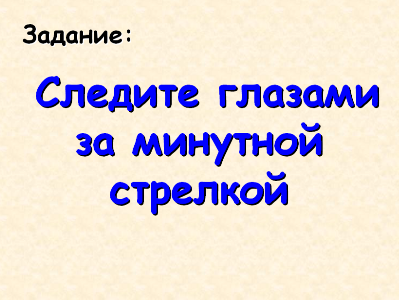 Задание:
Следите глазами
за минутной
стрелкой